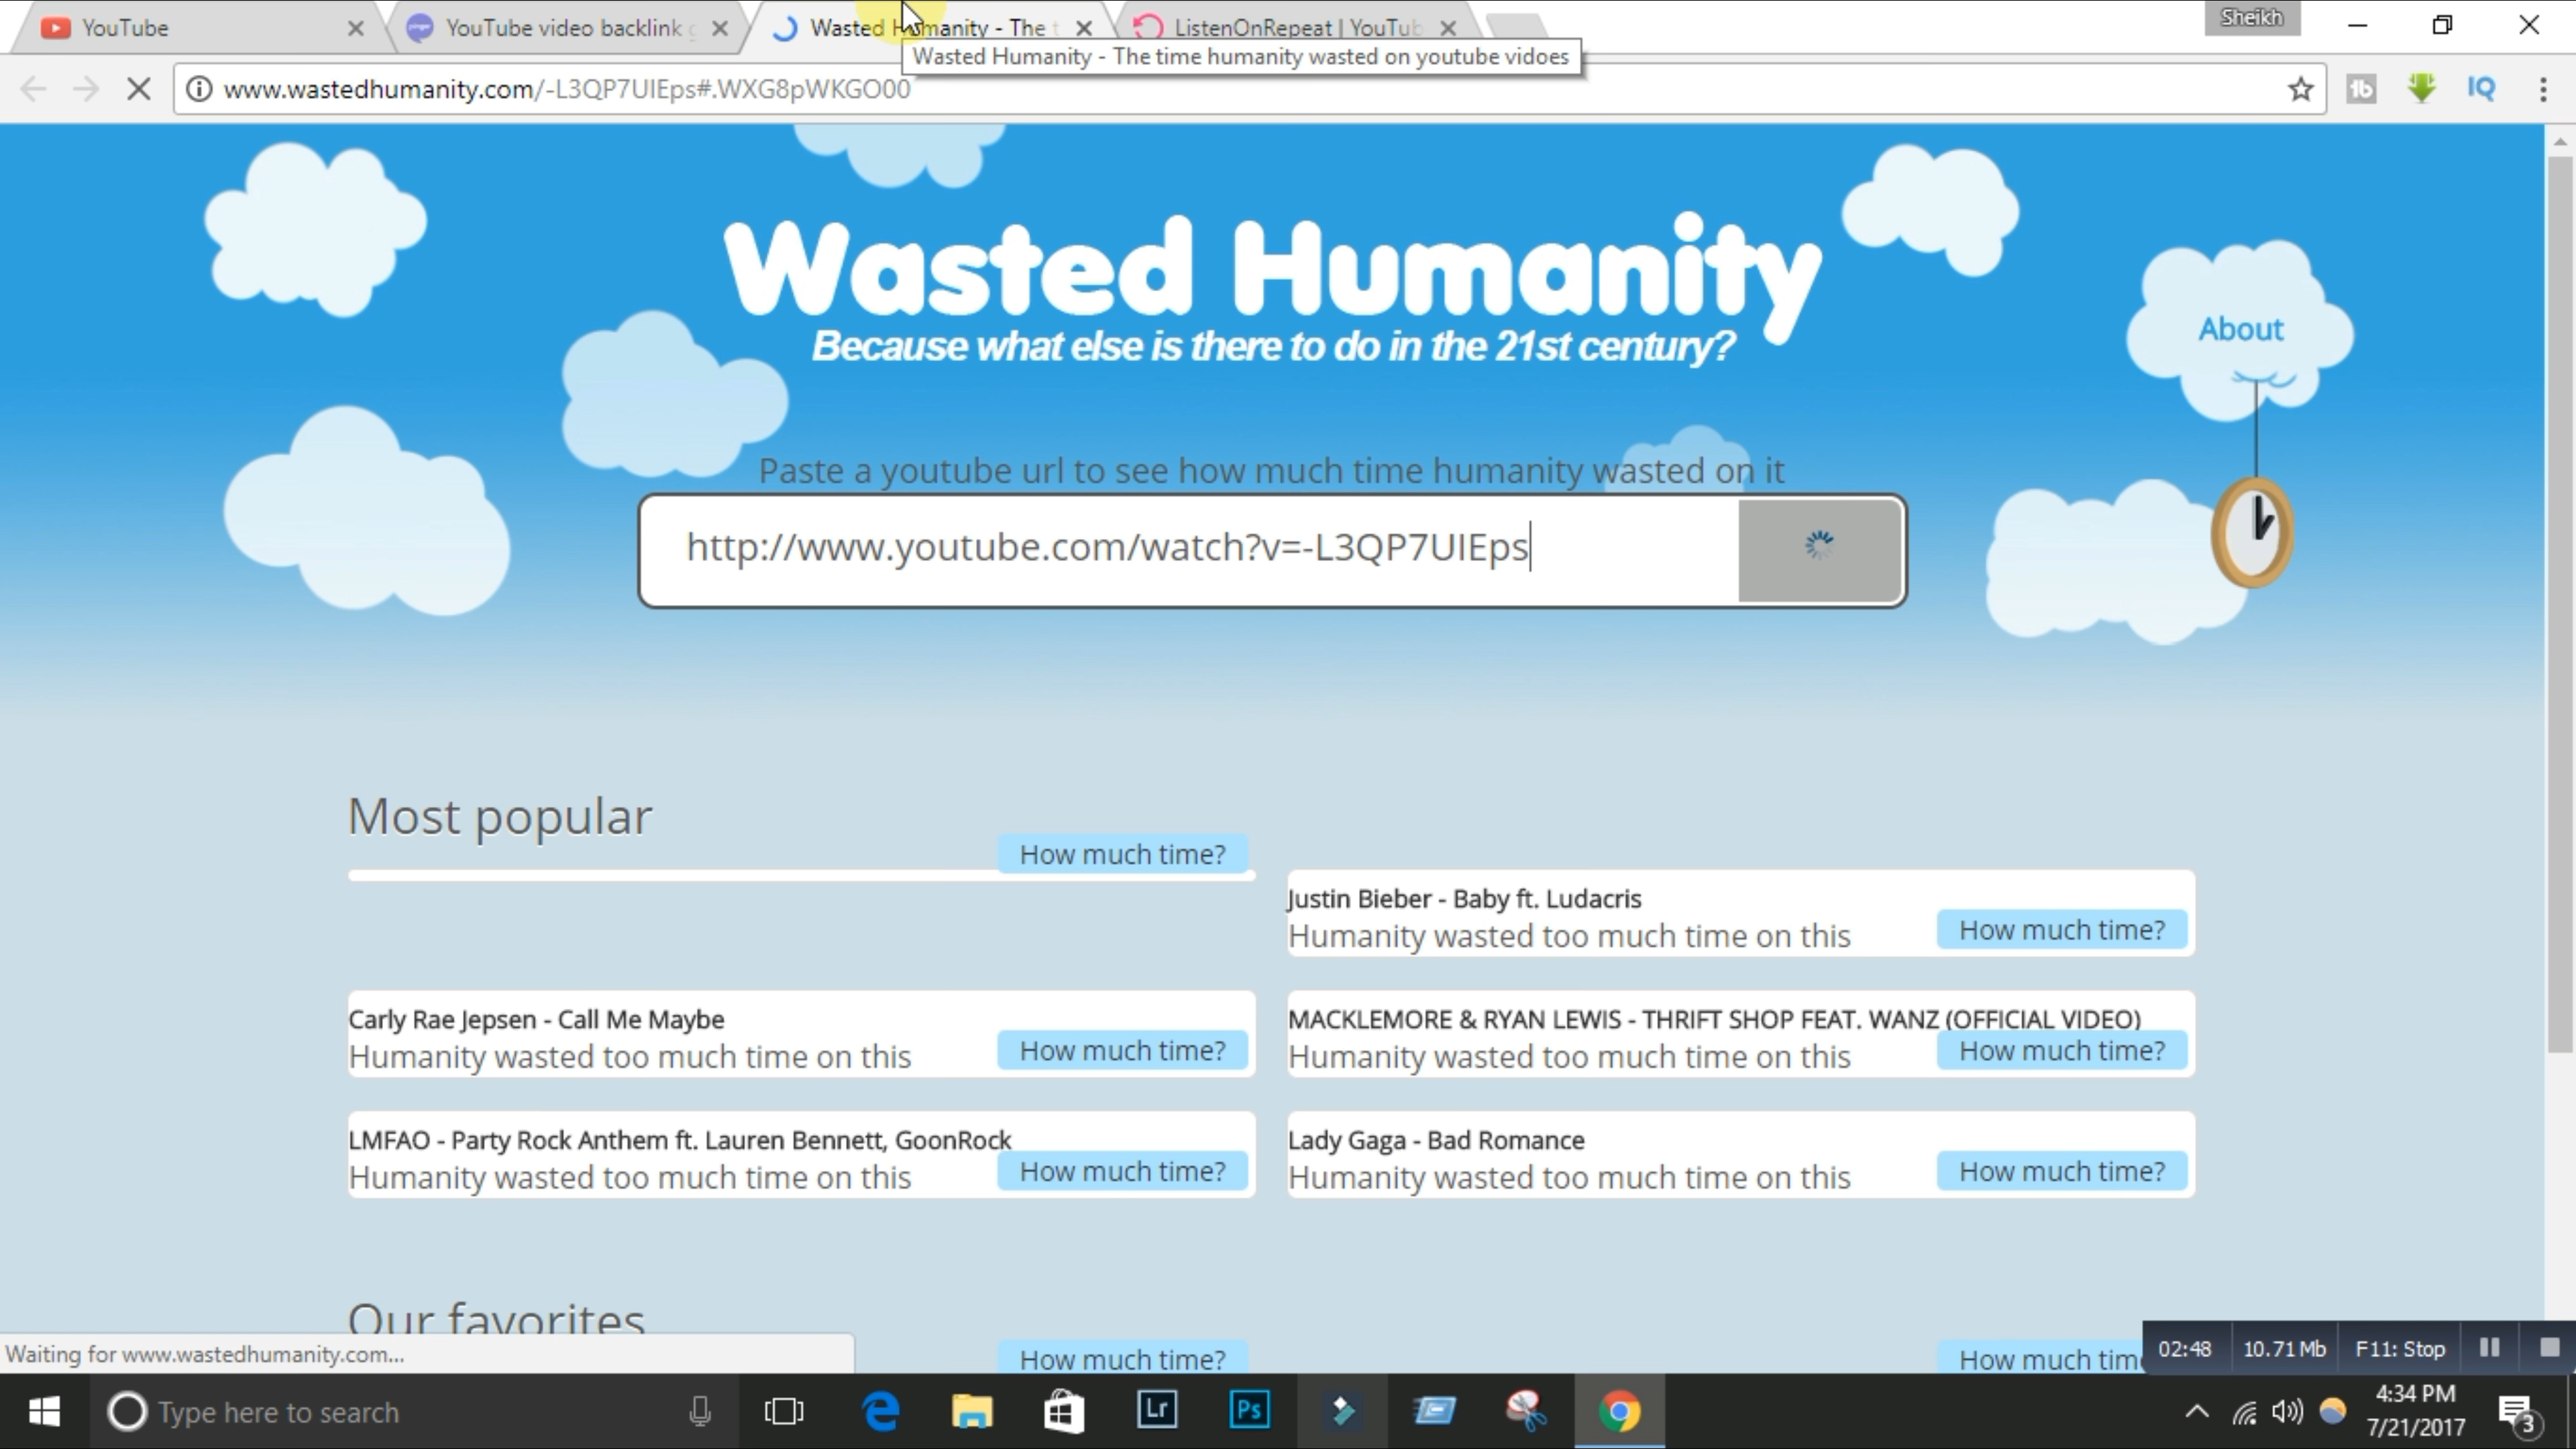 YouTube
YouTube video backlink g
Wasted Humanity - The t
ListenOnRepeat | YouTub
Sheikh
Wasted Humanity - The time humanity wasted on youtube vidoes
www.wastedhumanity.com/-L3QP7UIEps#.WXG8pWKGO00
IQ
Wasted Humanity
Because what else is there to do in the 21st century?
About
Paste a youtube url to see how much time humanity wasted on it
http://www.youtube.com/watch?v=-L3QP7UIEps
Most popular
How much time?
Justin Bieber - Baby ft. Ludacris
Humanity wasted too much time on this
How much time?
Carly Rae Jepsen - Call Me Maybe
Humanity wasted too much time on this
How much time?
MACKLEMORE & RYAN LEWIS - THRIFT SHOP FEAT. WANZ (OFFICIAL VIDEO)
Humanity wasted too much time on this
How much time?
LMFAO - Party Rock Anthem ft. Lauren Bennett, GoonRock
Humanity wasted too much time on this
How much time?
Lady Gaga - Bad Romance
Humanity wasted too much time on this
How much time?
Our favorites
How much time?
How much tim
Waiting for www.wastedhumanity.com...
02:48
10.71 Mb
F11: Stop
Type here to search
Lr
Ps
4:34 PM
7/21/2017
3